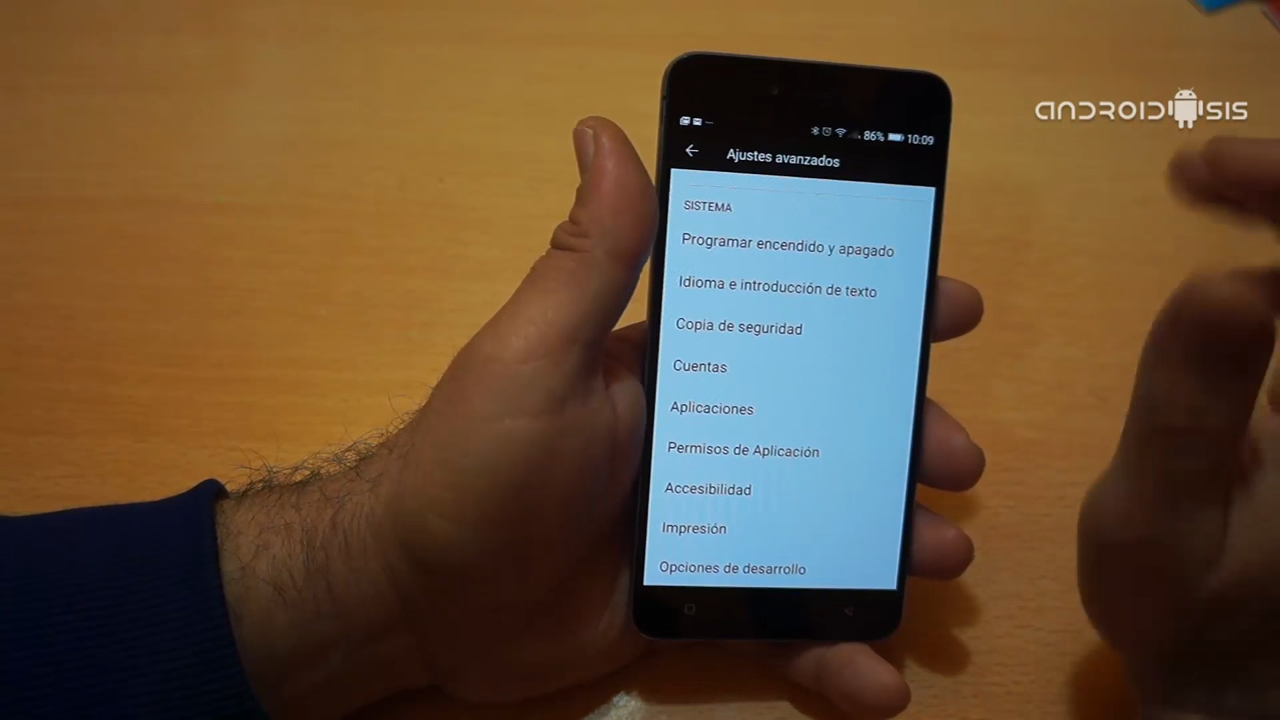 ANDROIDSIS
86% 10:09
Ajustes avanzados
SISTEMA
Programar encendido y apagado
Idioma e introducción de texto
Copia de seguridad
Cuentas
Aplicaciones
Permisos de Aplicación
Accesibilidad
Impresión
Opciones de desarrollo